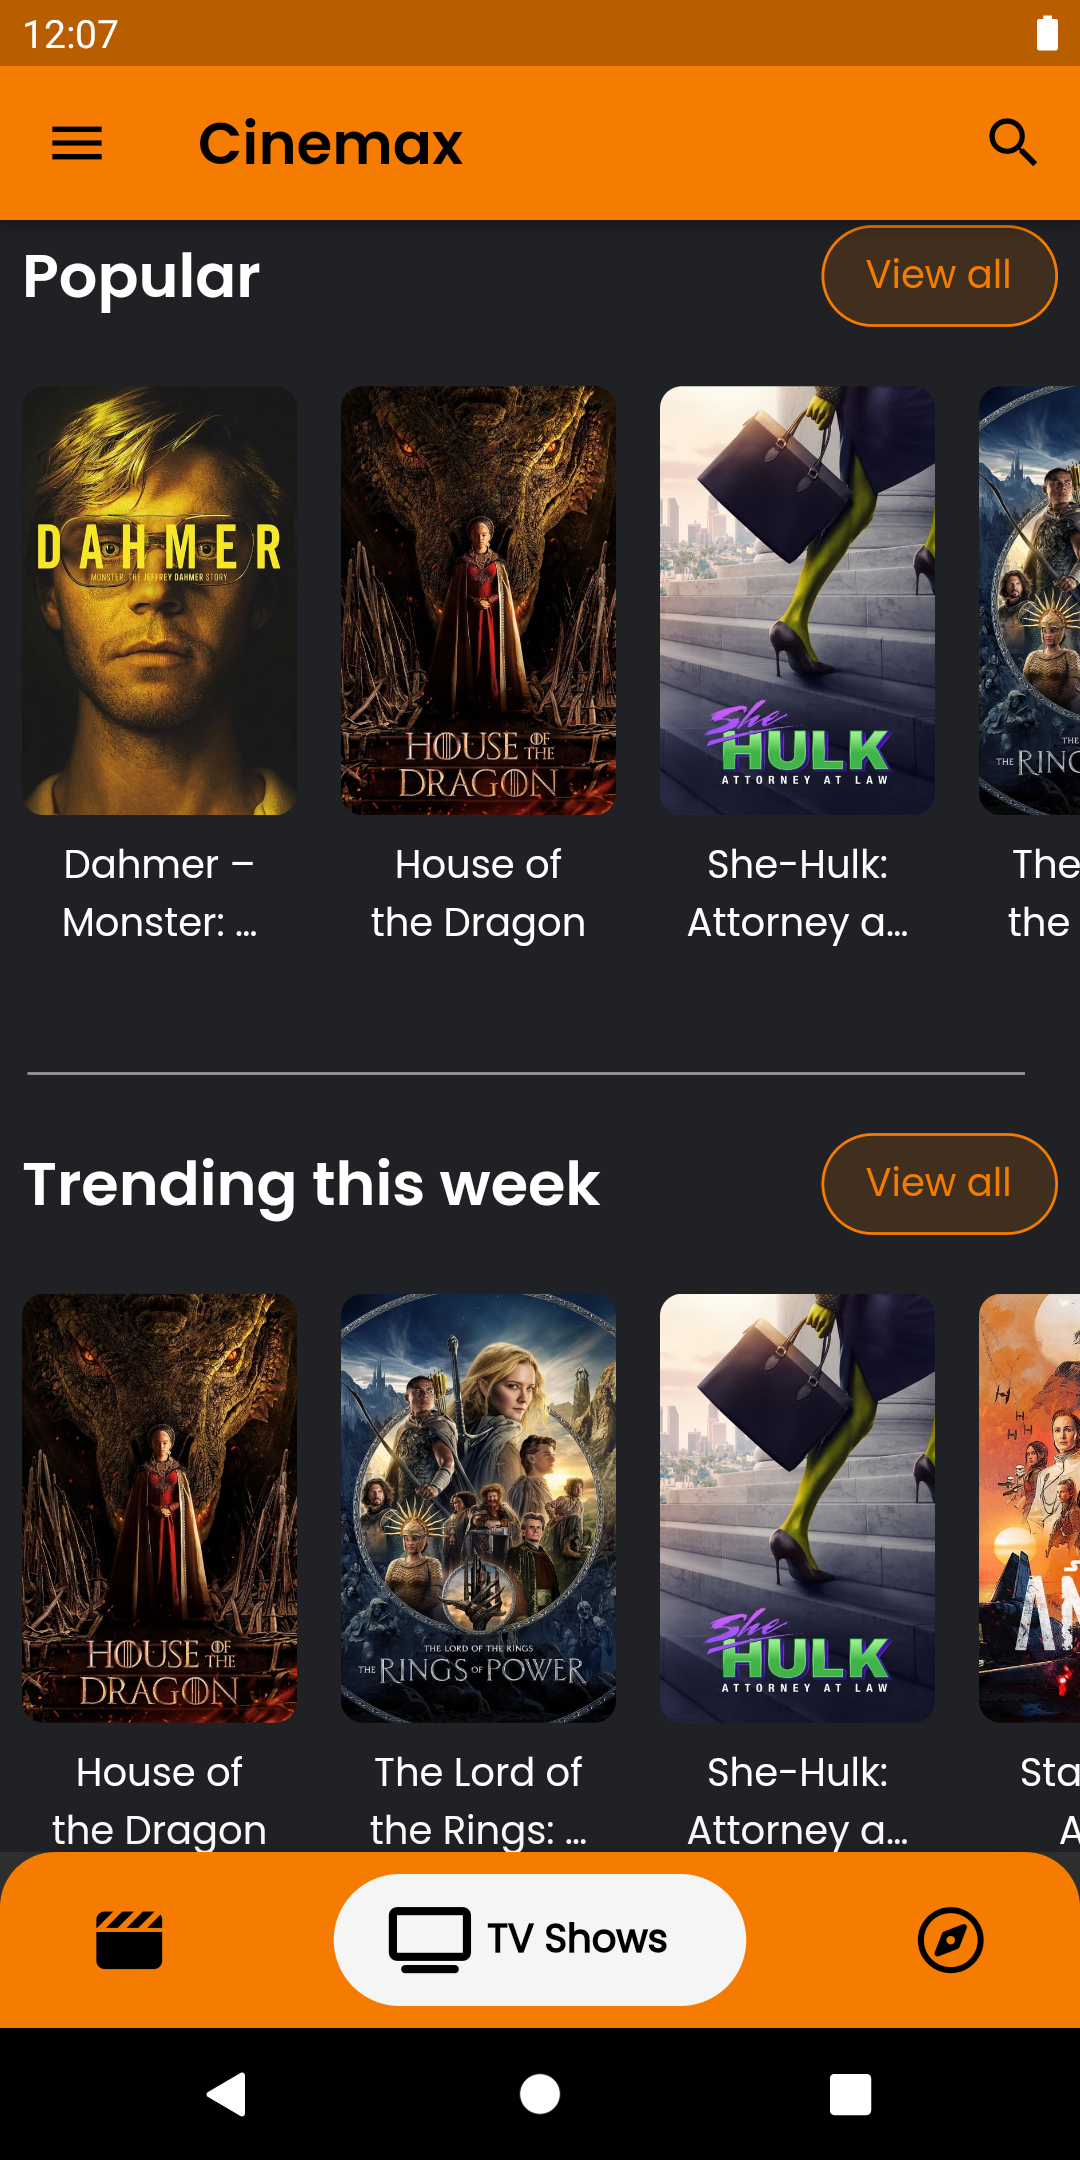 12:07
Cinemax
Popular
View all
DAHMER
MONSTER: THE JEFFREY DAHMER STORY
HOUSE OF THE
DRAGON
She
HULK
ATTORNEY AT LAW
THE
THE RING
Dahmer –
Monster: ...
House of
the Dragon
She-Hulk:
Attorney a...
The
the
Trending this week
View all
HOUSE OF THE
DRAGON
THE LORD OF THE RINGS
THE RINGS OF POWER
She
HULK
ATTORNEY AT LAW
House of
the Dragon
The Lord of
the Rings: ...
She-Hulk:
Attorney a...
Sta
A
TV Shows